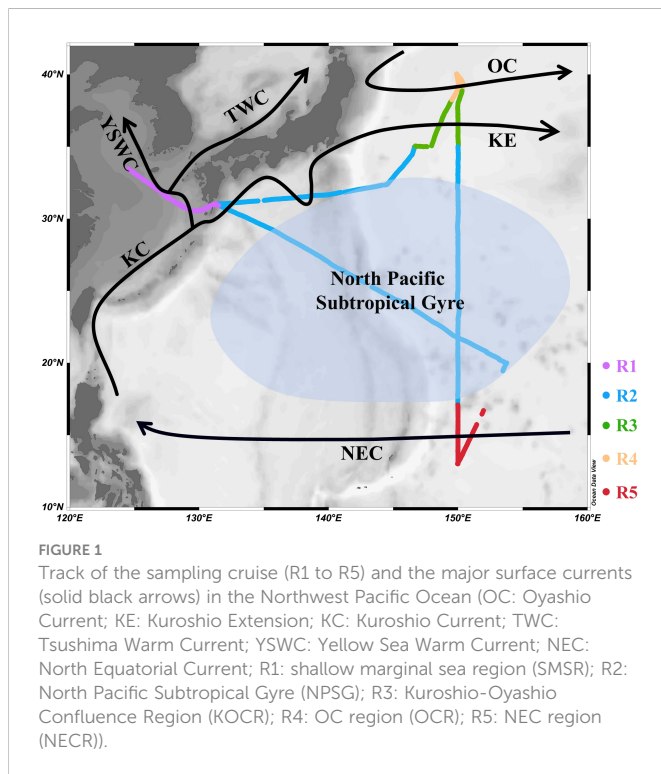 40°N
OC
TWC
YSWC
KE
30°N
KC
North Pacific
Subtropical Gyre
20°N
R1
R2
R3
R4
R5
NEC
Ocean Data View
10°N
120°E
130°E
140°E
150°E
160°E
FIGURE 1
Track of the sampling cruise (R1 to R5) and the major surface currents
(solid black arrows) in the Northwest Pacific Ocean (OC: Oyashio
Current; KE: Kuroshio Extension; KC: Kuroshio Current; TWC:
Tsushima Warm Current; YSWC: Yellow Sea Warm Current; NEC:
North Equatorial Current; R1: shallow marginal sea region (SMSR); R2:
North Pacific Subtropical Gyre (NPSG); R3: Kuroshio-Oyashio
Confluence Region (KOCR); R4: OC region (OCR); R5: NEC region
(NECR)).